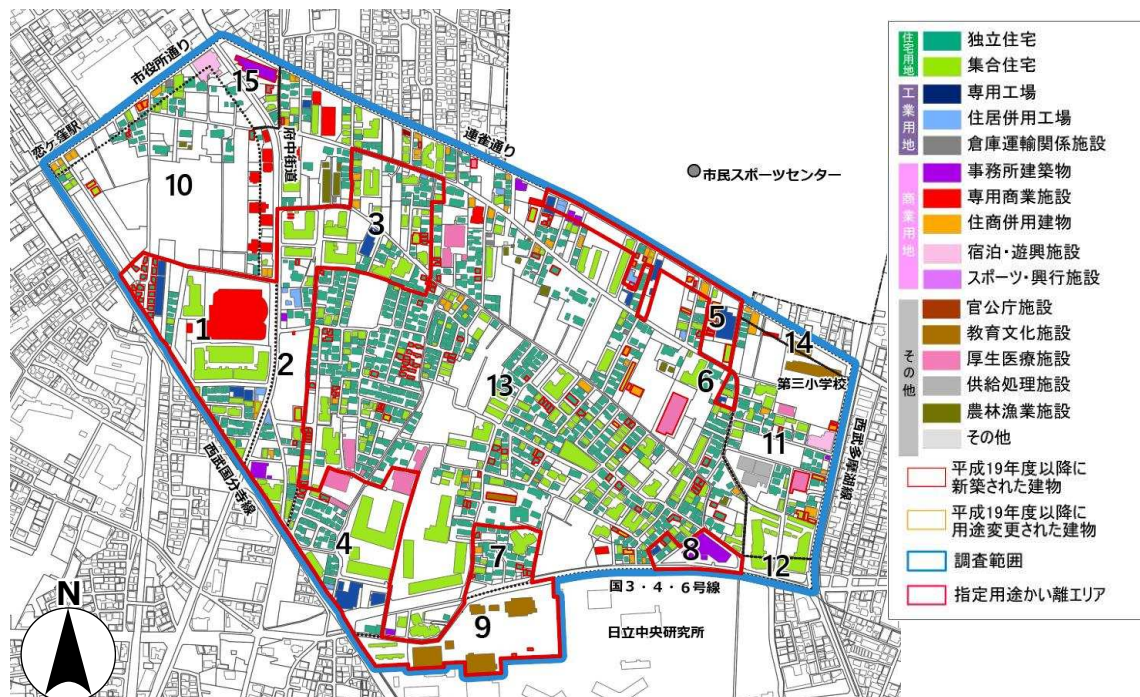 市役所通り
恋ケ窪駅
府中街道
連雀通り
市民スポーツセンター
15
10
3
1
2
5
14
第三小学校
6
13
11
西武多摩湖線
西武国分寺線
4
7
8
12
国3・4・6号線
9
日立中央研究所
N
住宅用地
独立住宅
集合住宅
工業用地
専用工場
住居併用工場
倉庫運輸関係施設
商業用地
事務所建築物
専用商業施設
住商併用建物
宿泊・遊興施設
スポーツ・興行施設
その他
官公庁施設
教育文化施設
厚生医療施設
供給処理施設
農林漁業施設
その他
平成19年度以降に
新築された建物
平成19年度以降に
用途変更された建物
調査範囲
指定用途かい離エリア